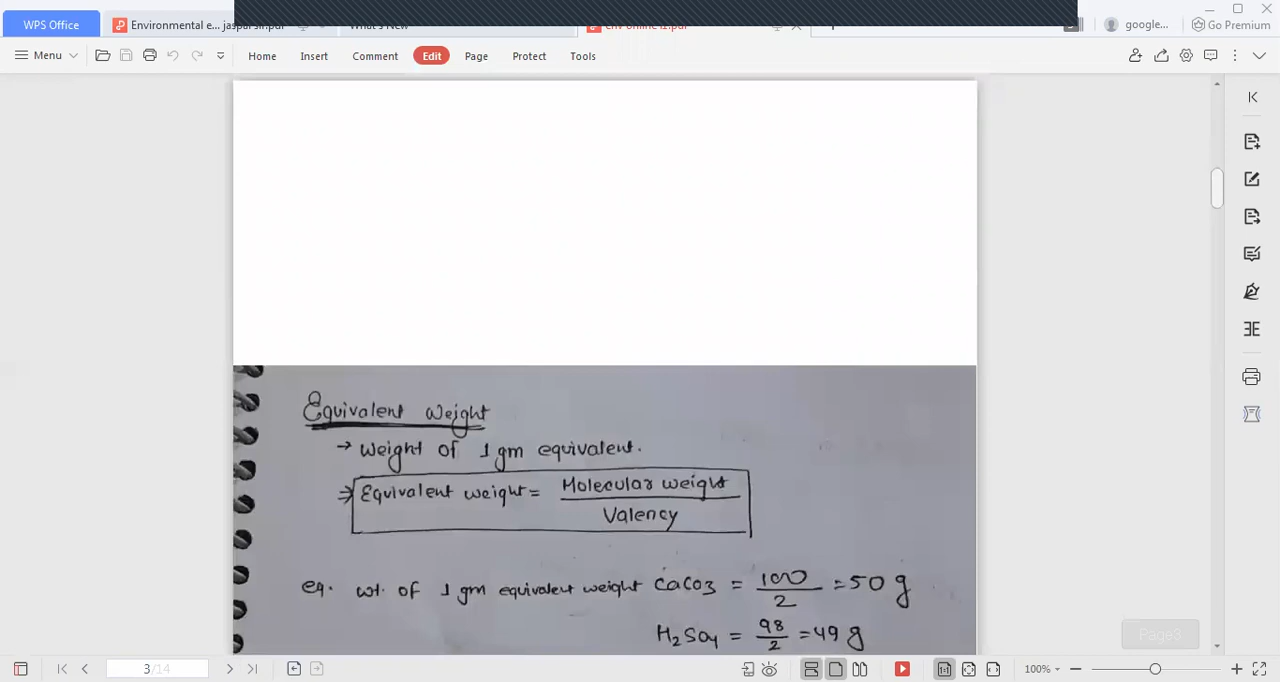 WPS Office
Environmental e... jaspal sir.pdf
What's New
google...
Go Premium
Menu
Home
Insert
Comment
Edit
Page
Protect
Tools
Equivalent weight
→ Weight of 1 gm equivalent.
⇒ Equivalent weight = Molecular weight / Valency
eq. wt. of 1 gm equivalent weight CaCO3 = 100 / 2 = 50 g
H2SO4 = 98 / 2 = 49 g
Page3
3/14
100%